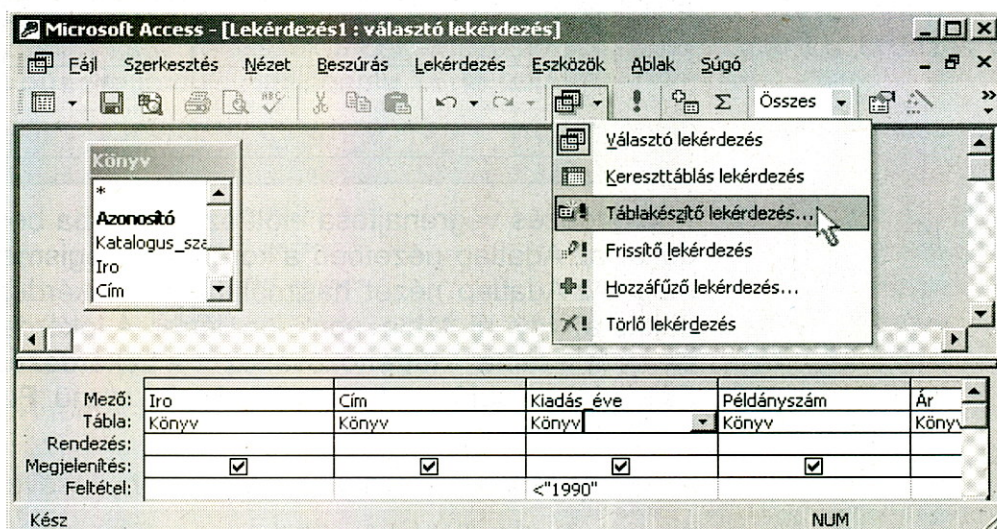 Microsoft Access - [Lekérdezés1 : választó lekérdezés]
Fájl Szerkesztés Nézet Beszúrás Lekérdezés Eszközök Ablak Súgó
Összes
Választó lekérdezés
Kereszttáblás lekérdezés
Táblakészítő lekérdezés...
Frissítő lekérdezés
Hozzáfűző lekérdezés...
Törlő lekérdezés
Könyv
*
Azonosító
Katalogus_sza
Iro
Cím
Mező: Iro Cím Kiadás_éve Példányszám Ár
Tábla: Könyv Könyv Könyv Könyv Könyv
Rendezés:
Megjelenítés:
Feltétel: <"1990"
Kész NUM